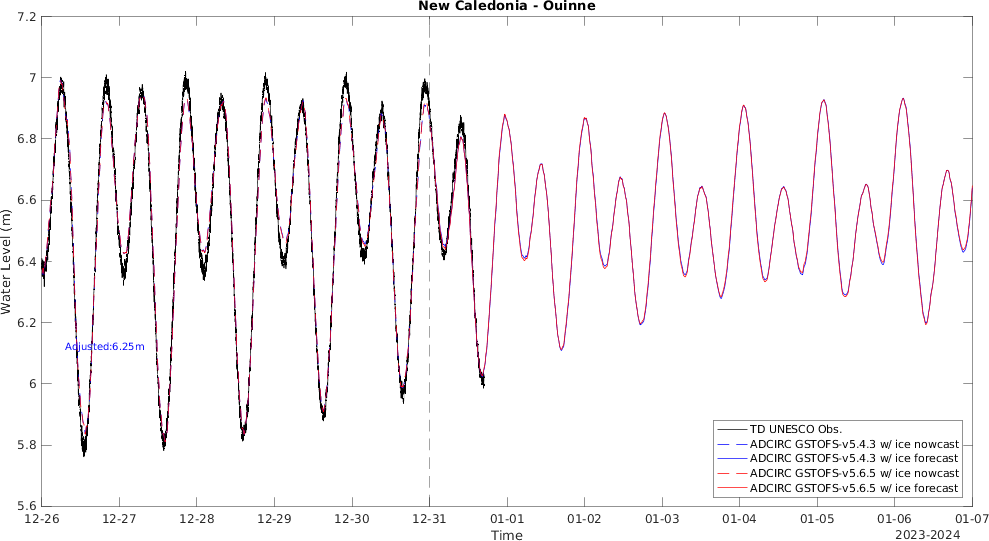 New Caledonia - Ouinne
7.2
7
6.8
6.6
6.4
6.2
6
5.8
5.6
Water Level (m)
Adjusted:6.25m
TD UNESCO Obs.
ADCIRC GSTOFS-v5.4.3 w/ ice nowcast
ADCIRC GSTOFS-v5.4.3 w/ ice forecast
ADCIRC GSTOFS-v5.6.5 w/ ice nowcast
ADCIRC GSTOFS-v5.6.5 w/ ice forecast
12-26 12-27 12-28 12-29 12-30 12-31 01-01 01-02 01-03 01-04 01-05 01-06 01-07
Time
2023-2024